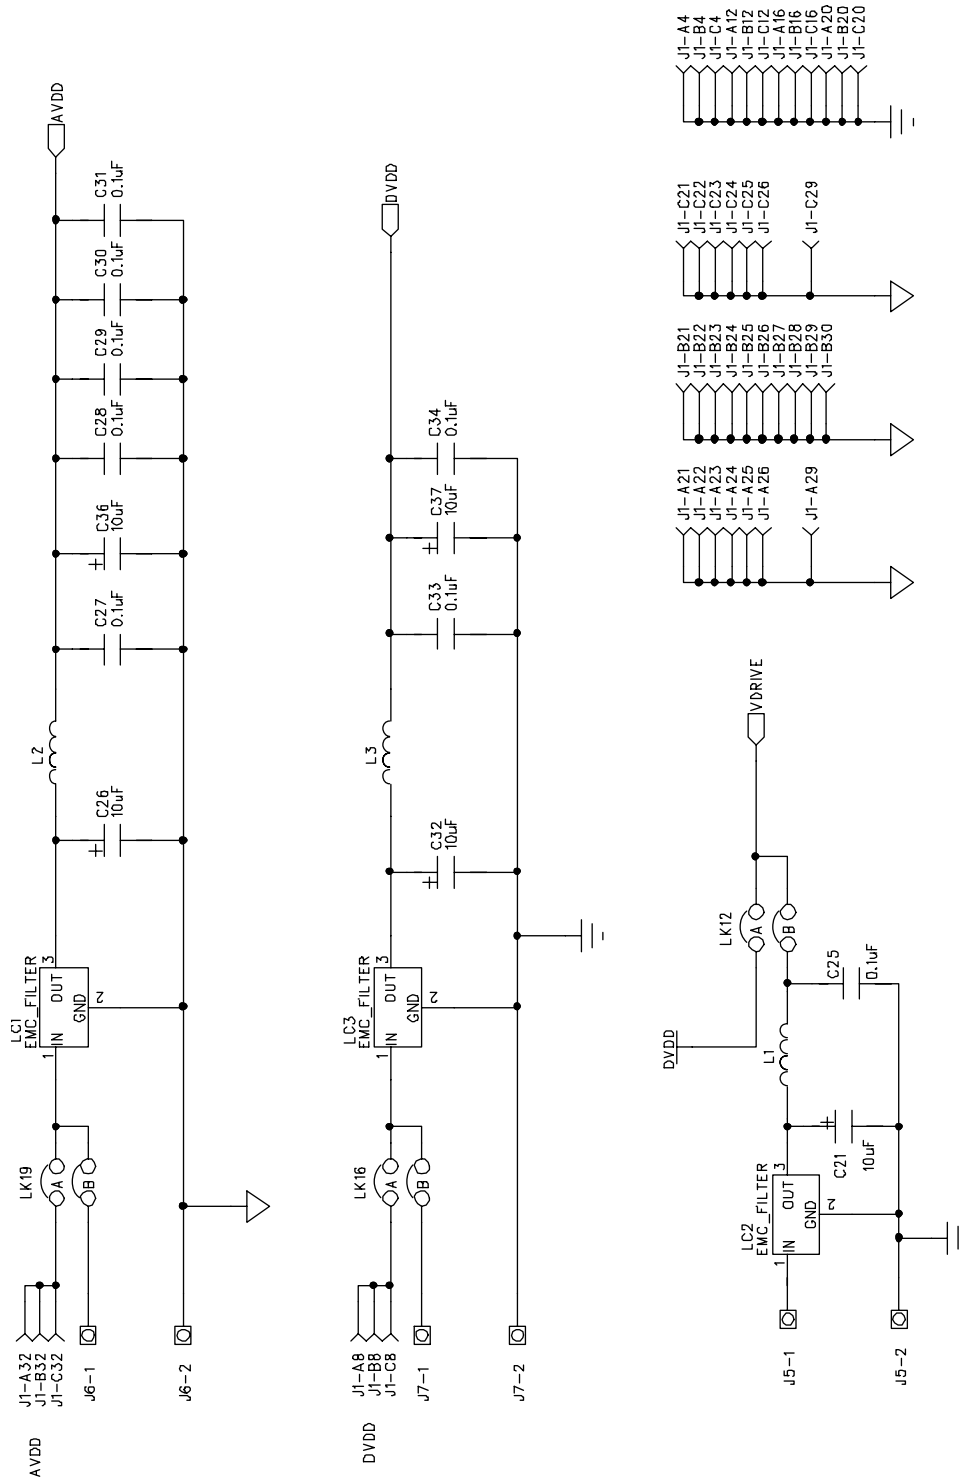 AVDD
J1-A32
J1-B32
J1-C32
J6-1
LK19
A
B
LC1
EMC_FILTER
1
IN
OUT
3
GND
2
C26
10uF
+
L2
C27
0.1uF
C36
10uF
+
C28
0.1uF
C29
0.1uF
C30
0.1uF
C31
0.1uF
AVDD
J6-2
DVDD
J1-A8
J1-B8
J1-C8
J7-1
LK16
A
B
LC3
EMC_FILTER
1
IN
OUT
3
GND
2
C32
10uF
+
L3
C33
0.1uF
C37
10uF
+
C34
0.1uF
DVDD
J7-2
J5-1
LC2
EMC_FILTER
1
IN
OUT
3
GND
2
C21
10uF
+
L1
C25
0.1uF
DVDD
LK12
A
B
VDRIVE
J5-2
J1-A21
J1-A22
J1-A23
J1-A24
J1-A25
J1-A26
J1-A29
J1-B21
J1-B22
J1-B23
J1-B24
J1-B25
J1-B26
J1-B27
J1-B28
J1-B29
J1-B30
J1-C21
J1-C22
J1-C23
J1-C24
J1-C25
J1-C26
J1-C29
J1-A4
J1-B4
J1-C4
J1-A12
J1-B12
J1-C12
J1-A16
J1-B16
J1-C16
J1-A20
J1-B20
J1-C20